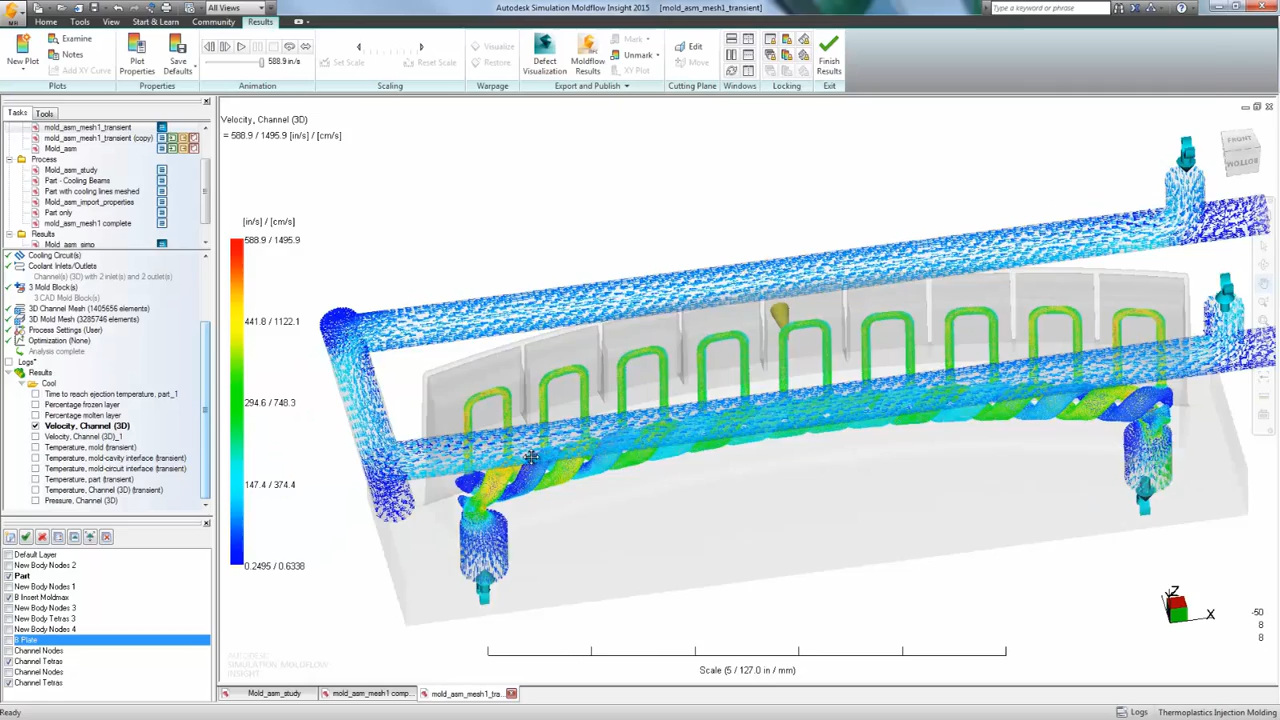 All Views
Autodesk Simulation Moldflow Insight 2015 [mold_asm_mesh1_transient]
Type a keyword or phrase
Home Tools View Start & Learn Community Results
New Plot
Examine
Notes
Add XY Curve
Plots
Plot Properties
Save Defaults
Properties
588.9 in/s
Animation
Set Scale
Reset Scale
Scaling
Visualize
Restore
Warpage
Defect Visualization
Moldflow Results
Mark
Unmark
XY Plot
Export and Publish
Edit
Move
Cutting Plane
Windows
Locking
Finish Results
Exit
Tasks Tools
mold_asm_mesh1_transient
mold_asm_mesh1_transient (copy)
Mold_asm
Process
Mold_asm_study
Part - Cooling Beams
Part with cooling lines meshed
Mold_asm_import_properties
Part only
mold_asm_mesh1 complete
Results
Mold_asm_simp
Cooling Circuit(s)
Coolant Inlets/Outlets
Channel(s) (3D) with 2 inlet(s) and 2 outlet(s)
3 Mold Block(s)
3 CAD Mold Block(s)
3D Channel Mesh (1405656 elements)
3D Mold Mesh (3285746 elements)
Process Settings (User)
Optimization (None)
Analysis complete
Logs*
Results
Cool
Time to reach ejection temperature, part_1
Percentage frozen layer
Percentage molten layer
Velocity, Channel (3D)
Velocity, Channel (3D)_1
Temperature, mold (transient)
Temperature, mold-cavity interface (transient)
Temperature, mold-circuit interface (transient)
Temperature, part (transient)
Temperature, Channel (3D) (transient)
Pressure, Channel (3D)
Default Layer
New Body Nodes 2
Part
New Body Nodes 1
B Insert Moldmax
New Body Nodes 3
New Body Tetras 3
New Body Nodes 4
B Plate
Channel Nodes
Channel Tetras
Channel Nodes
Channel Tetras
Velocity, Channel (3D)
= 588.9 / 1495.9 [in/s] / [cm/s]
[in/s] / [cm/s]
588.9 / 1495.9
441.8 / 1122.1
294.6 / 748.3
147.4 / 374.4
0.2495 / 0.6338
FRONT
BOTTOM
Z
X
-50
8
8
AUTODESK
SIMULATION MOLDFLOW
INSIGHT
Scale (5 / 127.0 in / mm)
Mold_asm_study
mold_asm_mesh1 comp...
mold_asm_mesh1_tra...
Ready
Logs
Thermoplastics Injection Molding